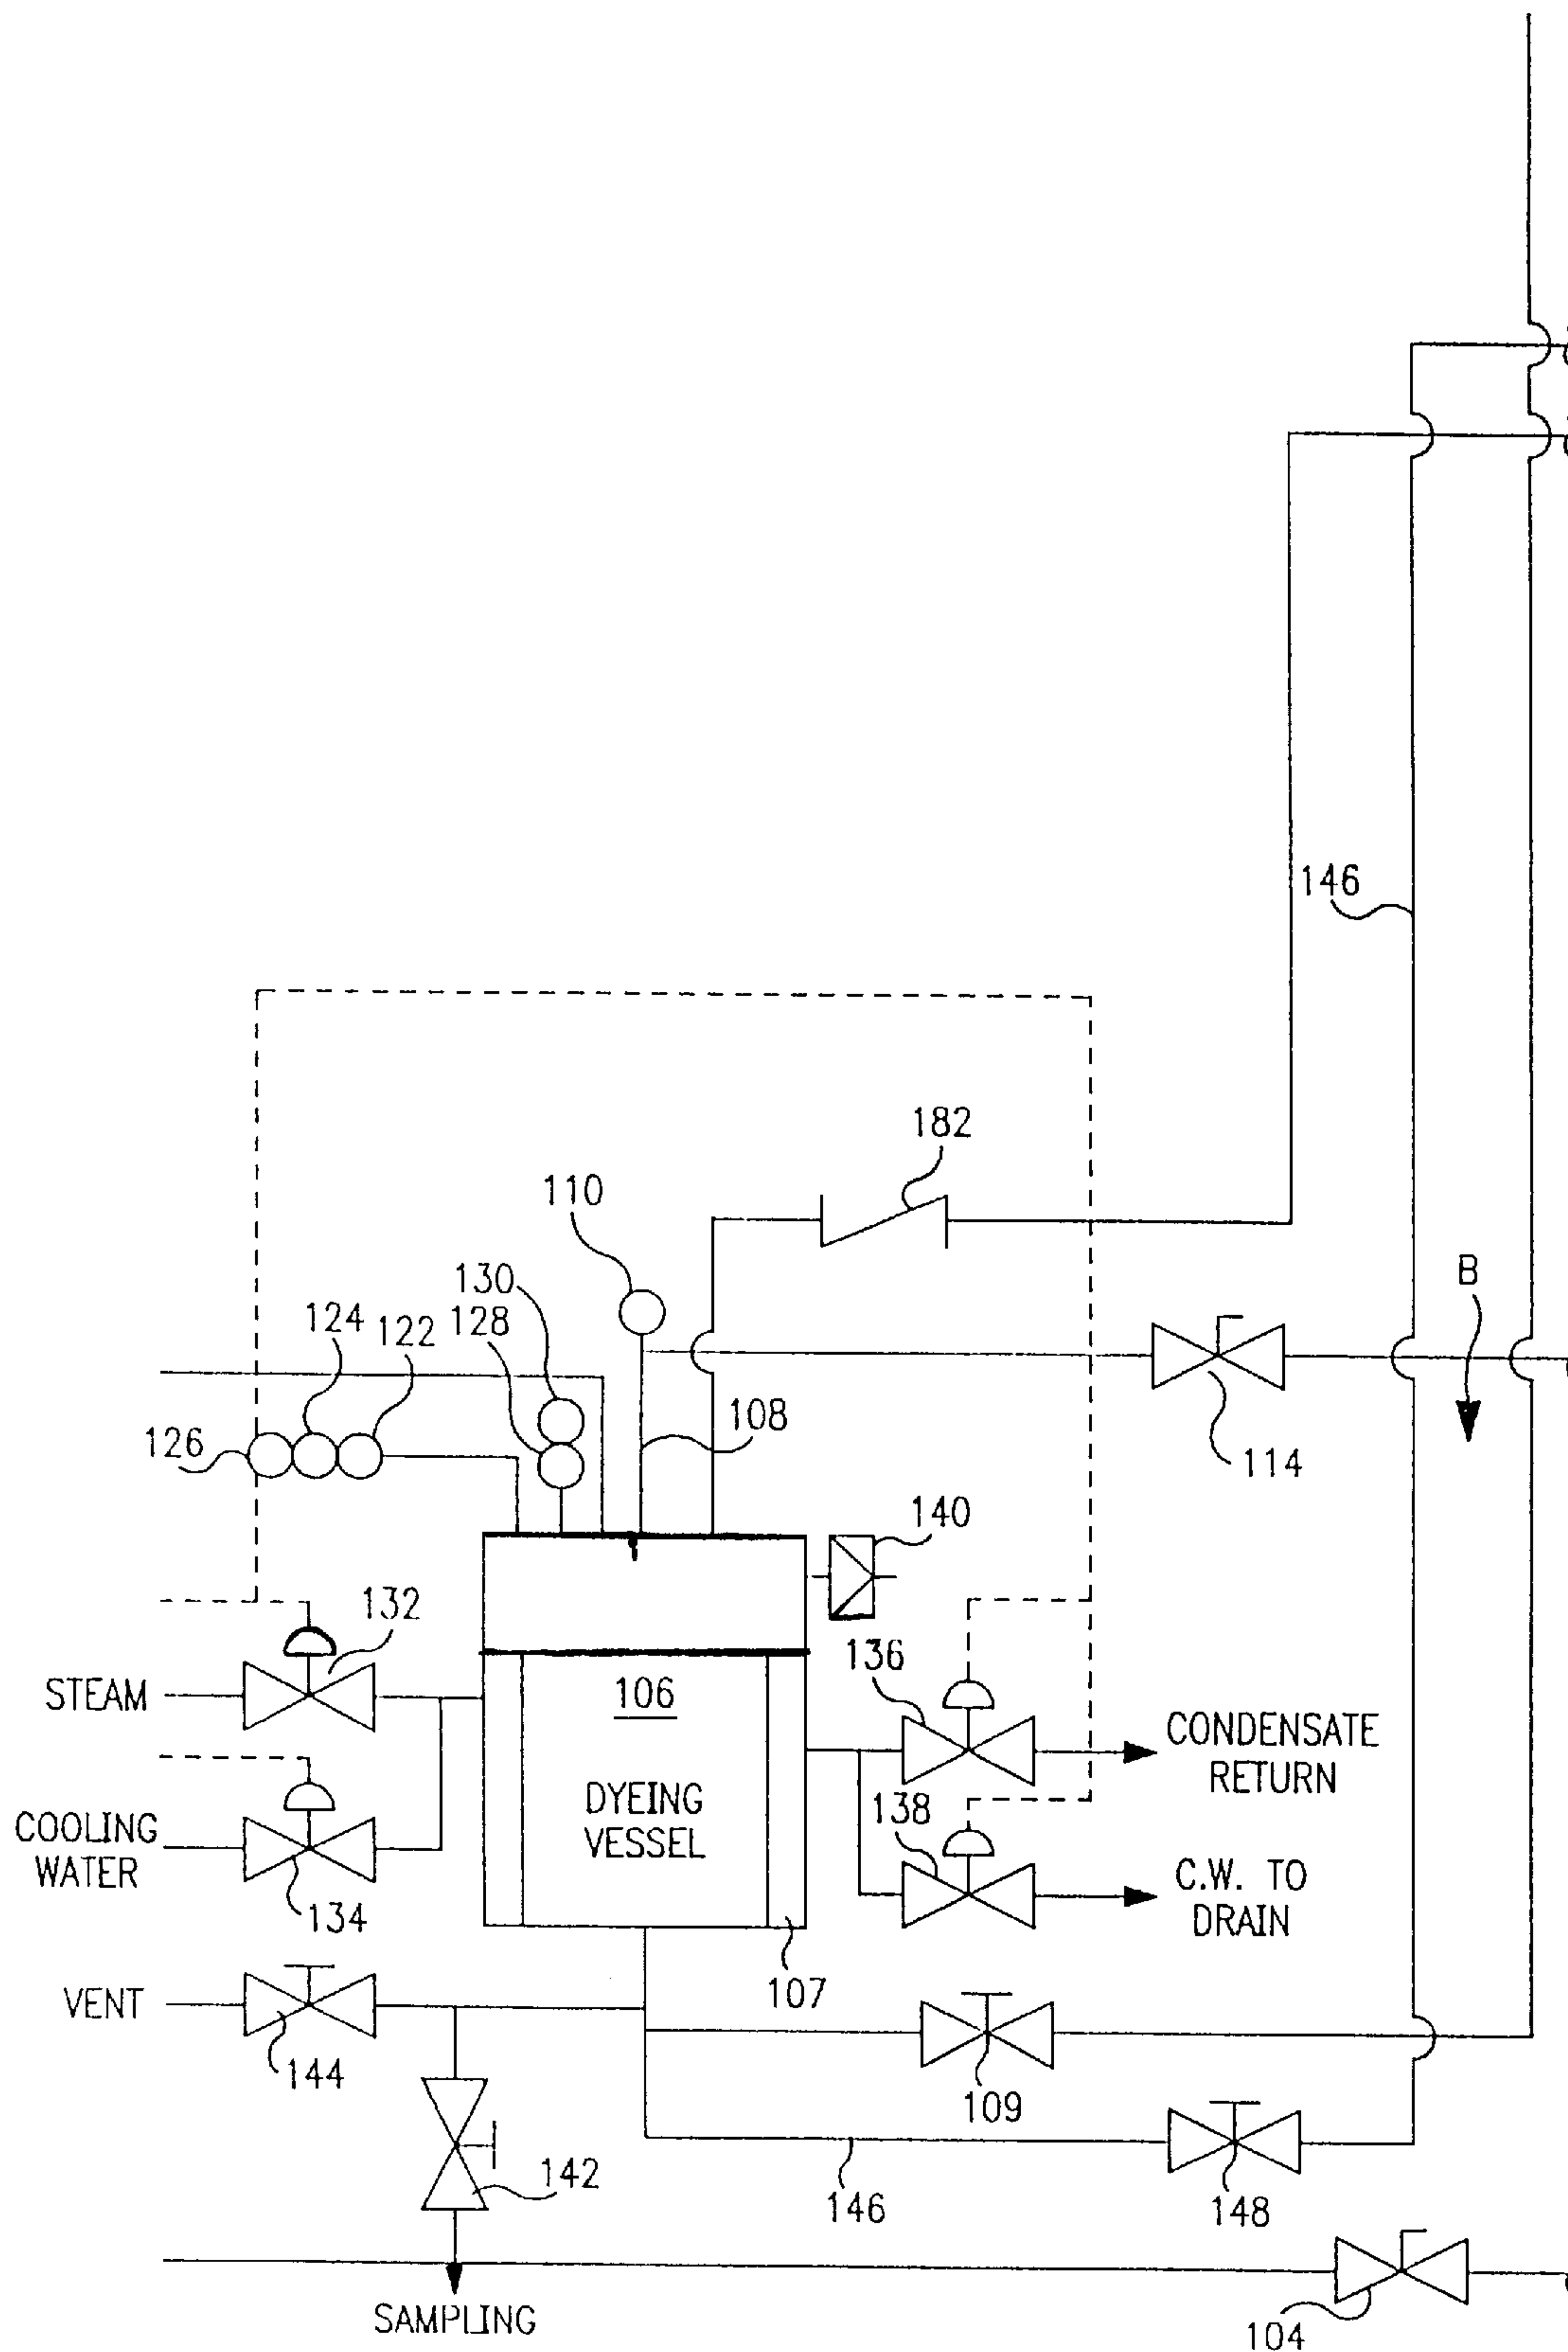 146
182
110
130
B
124
122
128
108
126
114
140
132
136
STEAM
106
CONDENSATE
RETURN
DYEING
VESSEL
138
COOLING
WATER
C.W. TO
DRAIN
134
107
VENT
144
109
142
146
148
SAMPLING
104